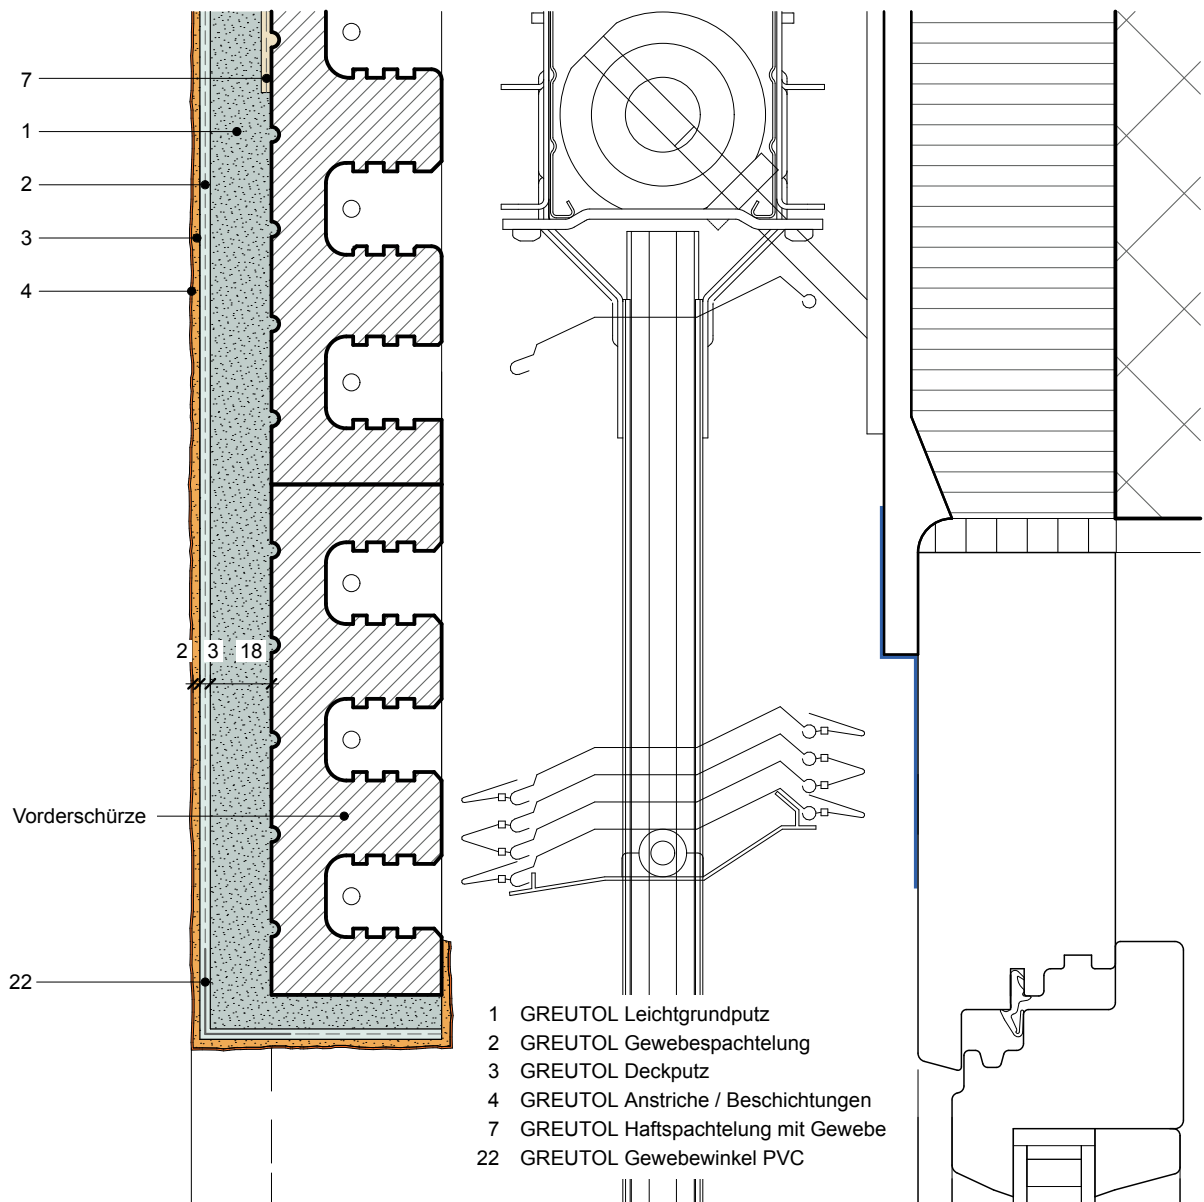 7
1
2
3
4
2 3 18
Vorderschürze
22
1 GREUTOL Leichtgrundputz
2 GREUTOL Gewebespachtelung
3 GREUTOL Deckputz
4 GREUTOL Anstriche / Beschichtungen
7 GREUTOL Haftspachtelung mit Gewebe
22 GREUTOL Gewebewinkel PVC